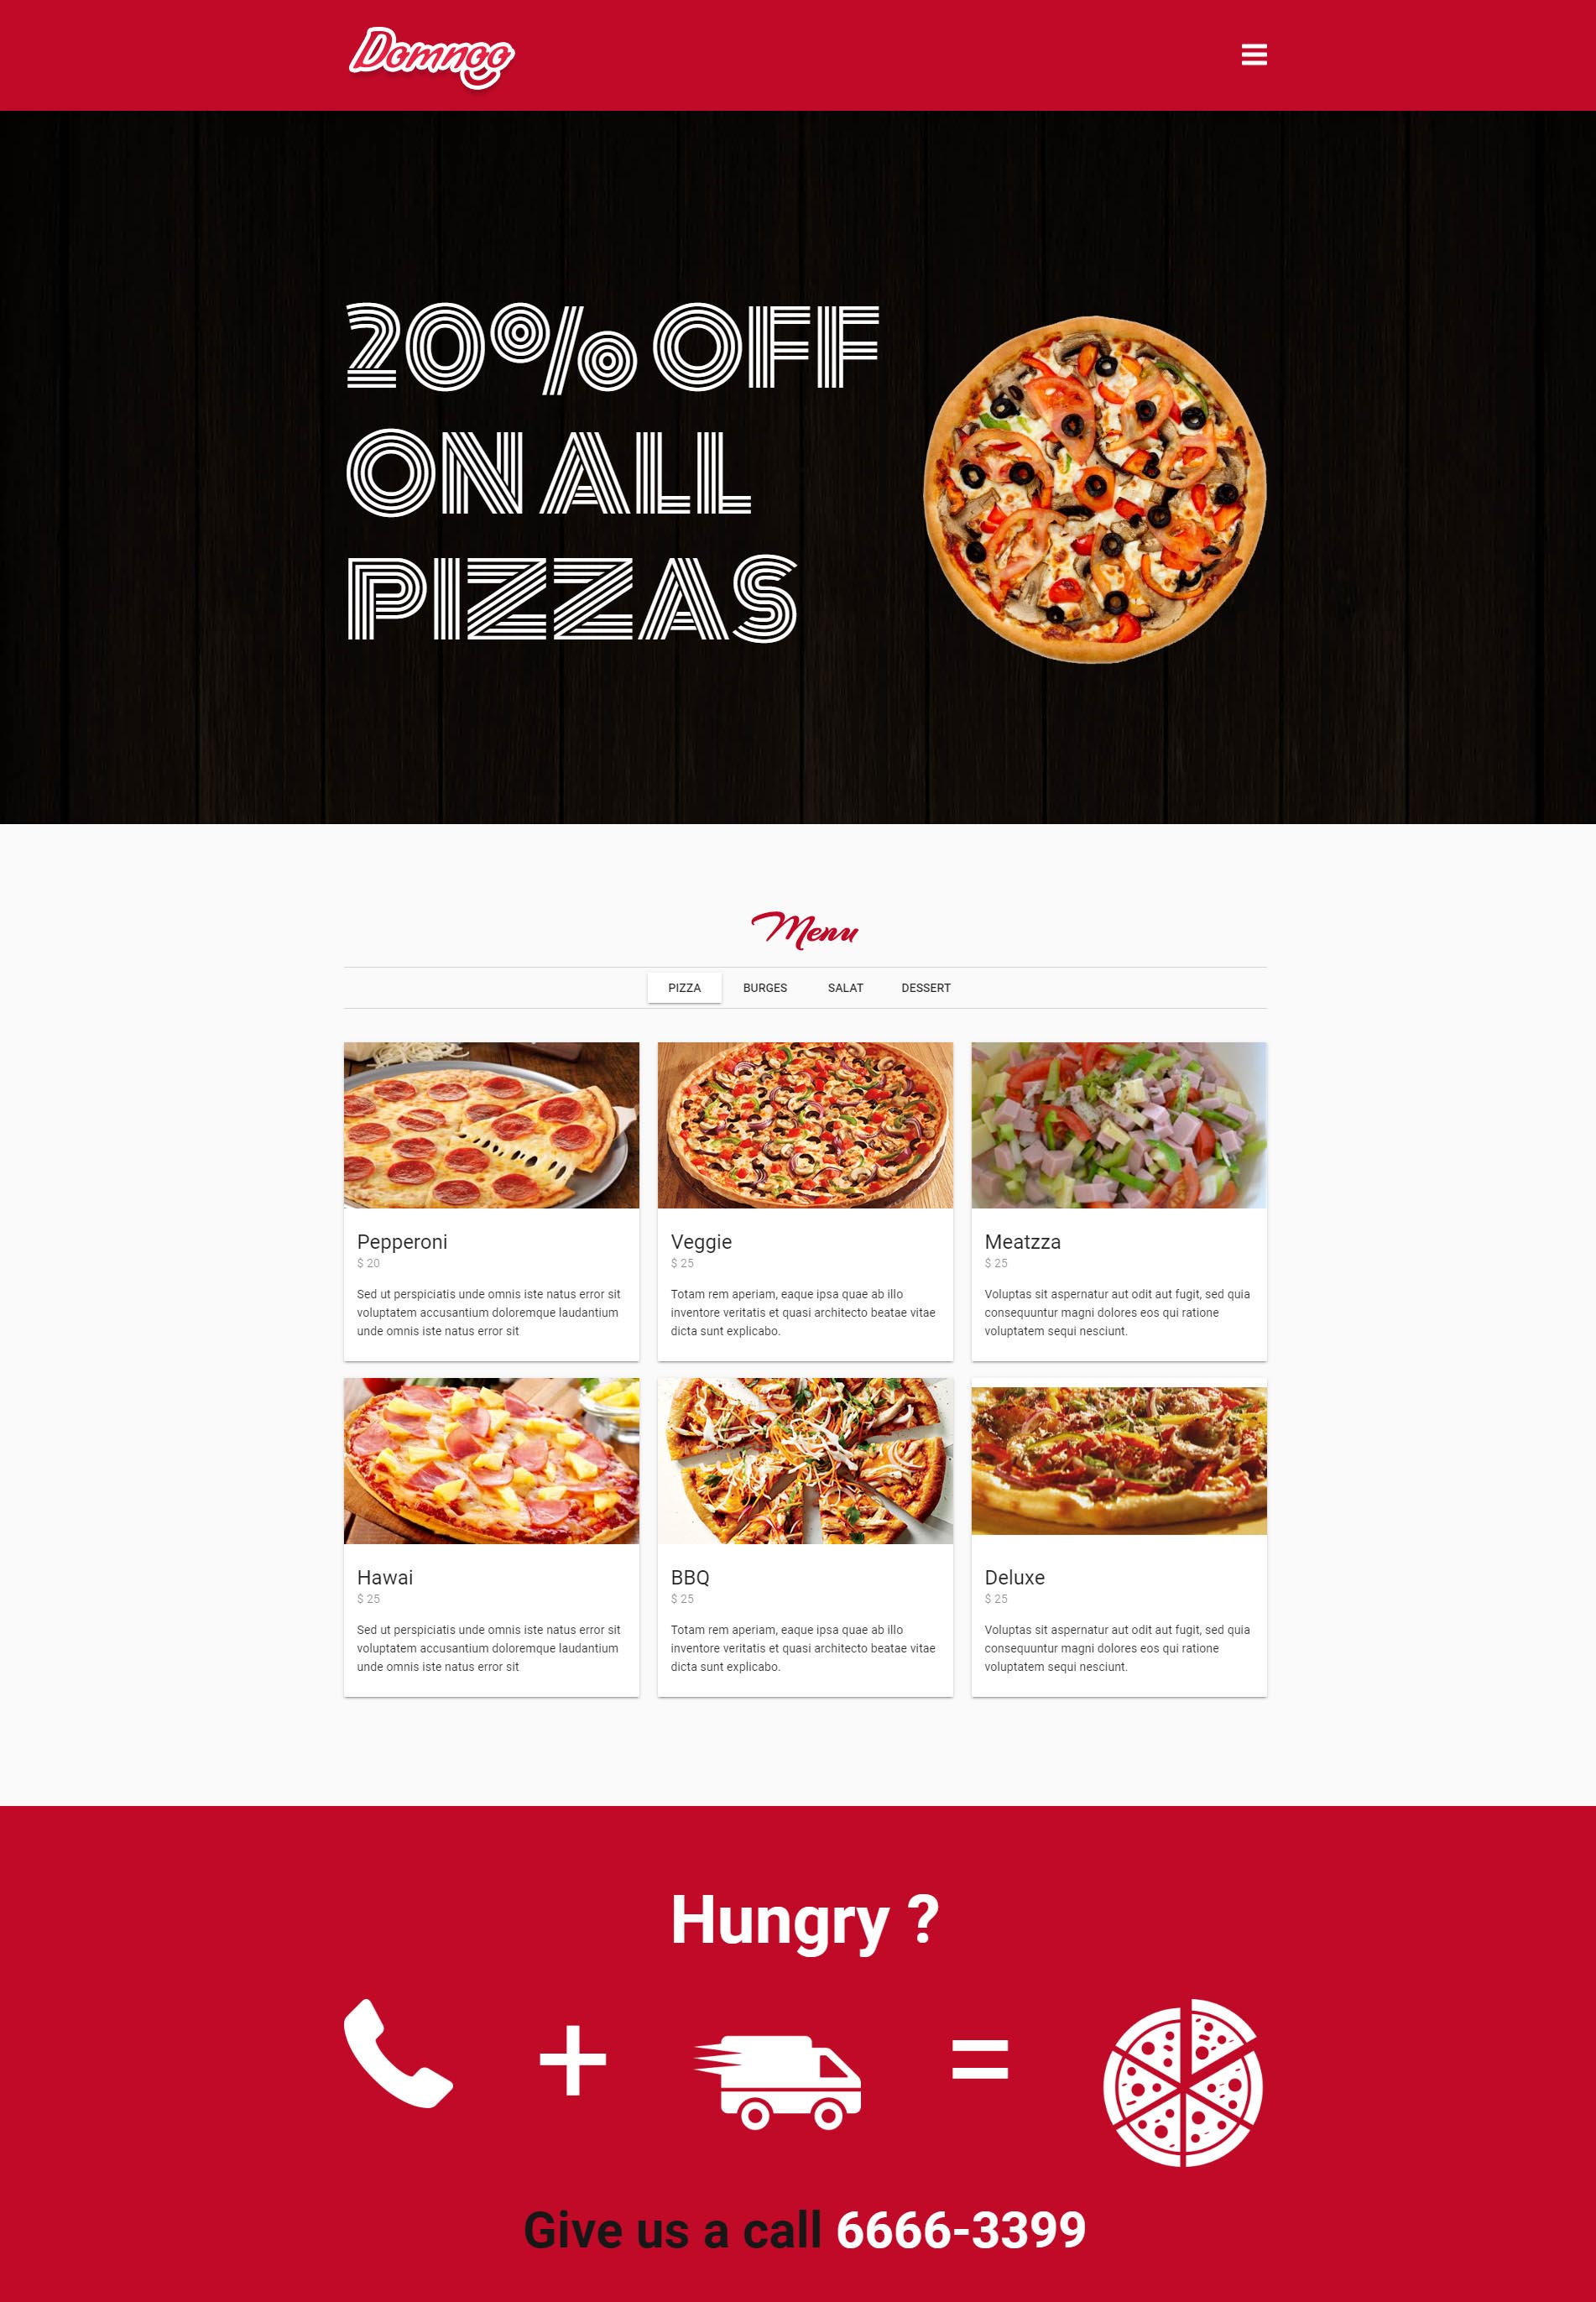 Domnoo
20% OFF
ON ALL
PIZZAS
Menu
PIZZA BURGES SALAT DESSERT
Pepperoni
$ 20
Sed ut perspiciatis unde omnis iste natus error sit
voluptatem accusantium doloremque laudantium
unde omnis iste natus error sit
Veggie
$ 25
Totam rem aperiam, eaque ipsa quae ab illo
inventore veritatis et quasi architecto beatae vitae
dicta sunt explicabo.
Meatzza
$ 25
Voluptas sit aspernatur aut odit aut fugit, sed quia
consequuntur magni dolores eos qui ratione
voluptatem sequi nesciunt.
Hawai
$ 25
Sed ut perspiciatis unde omnis iste natus error sit
voluptatem accusantium doloremque laudantium
unde omnis iste natus error sit
BBQ
$ 25
Totam rem aperiam, eaque ipsa quae ab illo
inventore veritatis et quasi architecto beatae vitae
dicta sunt explicabo.
Deluxe
$ 25
Voluptas sit aspernatur aut odit aut fugit, sed quia
consequuntur magni dolores eos qui ratione
voluptatem sequi nesciunt.
Hungry ?
+ =
Give us a call 6666-3399